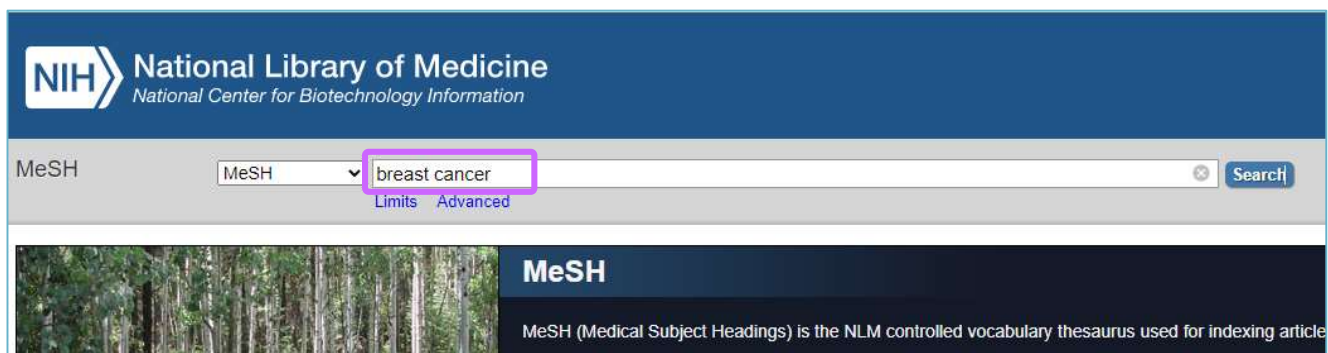 NIH National Library of Medicine
National Center for Biotechnology Information
MeSH MeSH breast cancer Search
Limits Advanced
MeSH
MeSH (Medical Subject Headings) is the NLM controlled vocabulary thesaurus used for indexing article